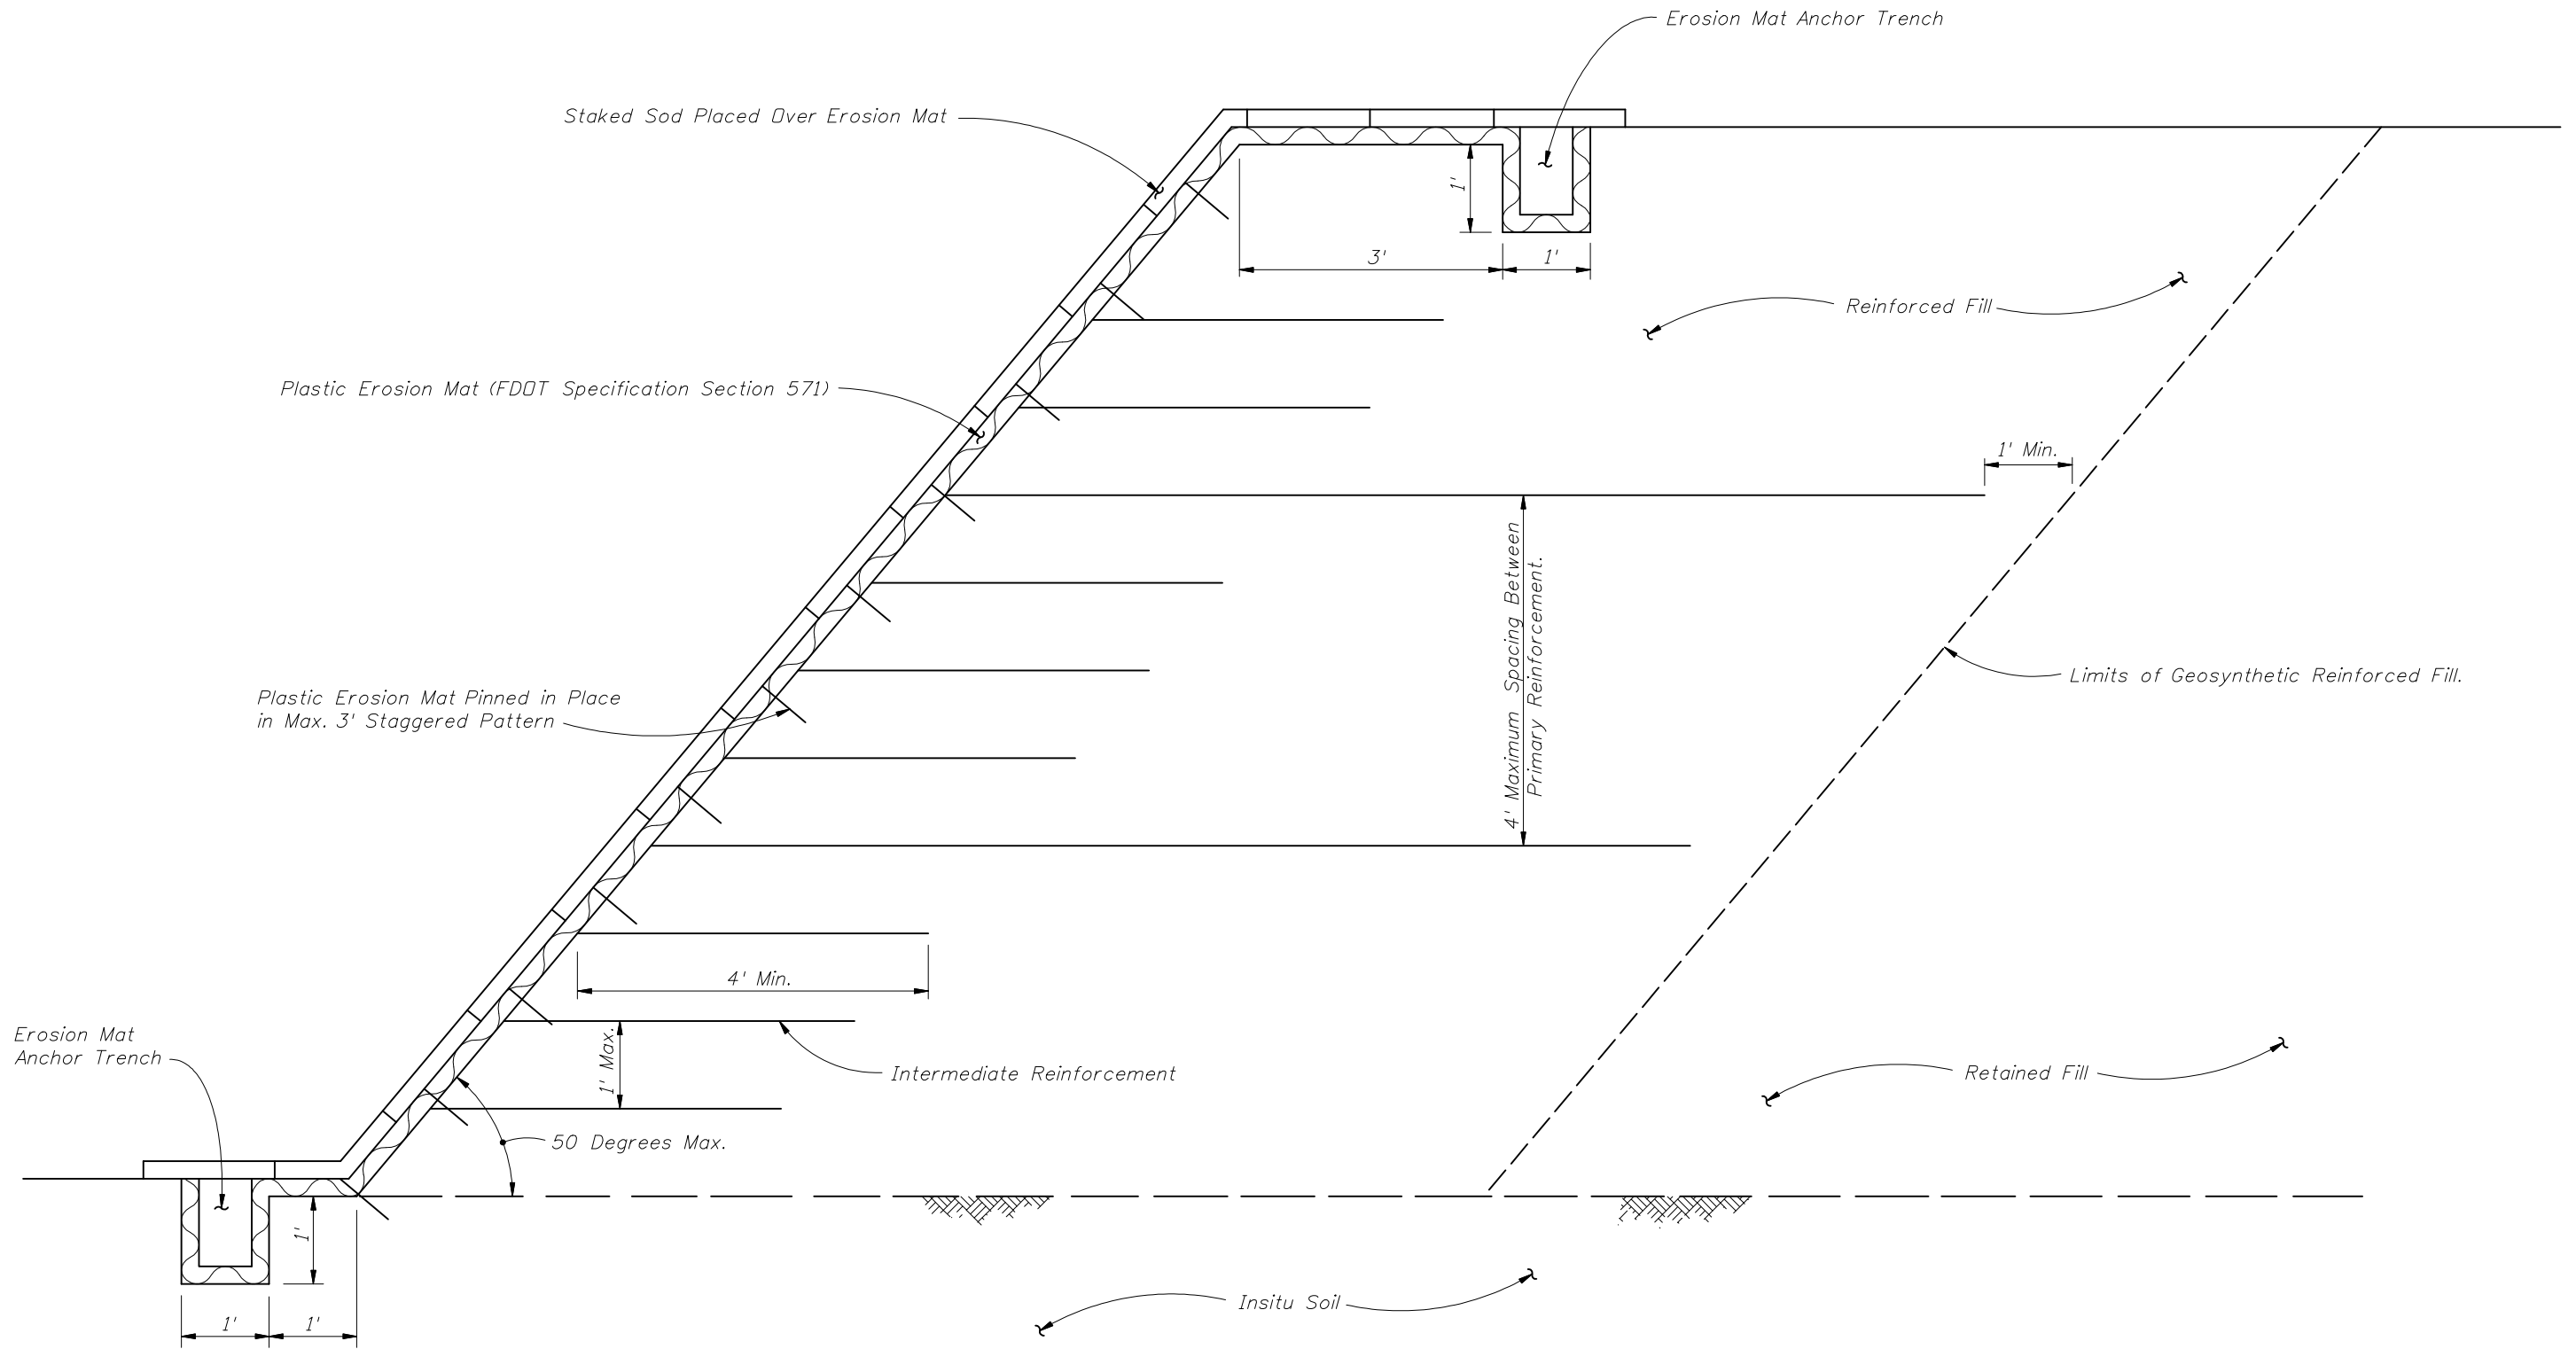 Erosion Mat Anchor Trench
Staked Sod Placed Over Erosion Mat
1'
3'
1'
Reinforced Fill
Plastic Erosion Mat (FDOT Specification Section 571)
1' Min.
4' Maximum Spacing Between
Primary Reinforcement.
Limits of Geosynthetic Reinforced Fill.
Plastic Erosion Mat Pinned in Place
in Max. 3' Staggered Pattern
4' Min.
Erosion Mat
Anchor Trench
1' Max.
Intermediate Reinforcement
Retained Fill
50 Degrees Max.
1'
Insitu Soil
1'
1'